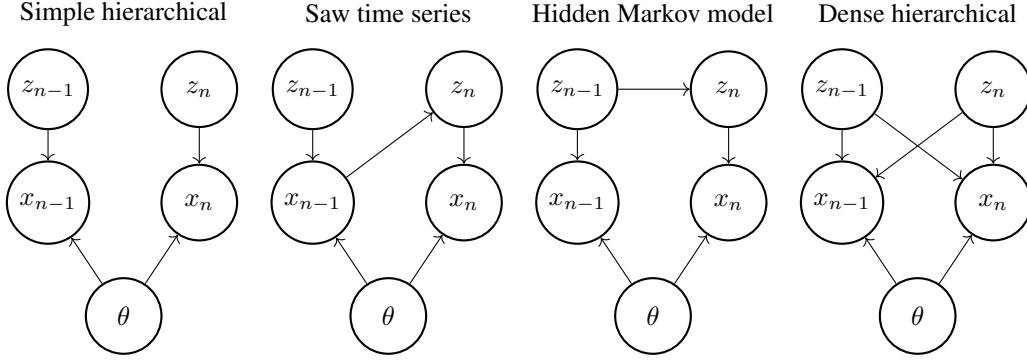 Simple hierarchical Saw time series Hidden Markov model Dense hierarchical
z_{n−1} z_n z_{n−1} z_n z_{n−1} z_n z_{n−1} z_n
x_{n−1} x_n x_{n−1} x_n x_{n−1} x_n x_{n−1} x_n
θ θ θ θ